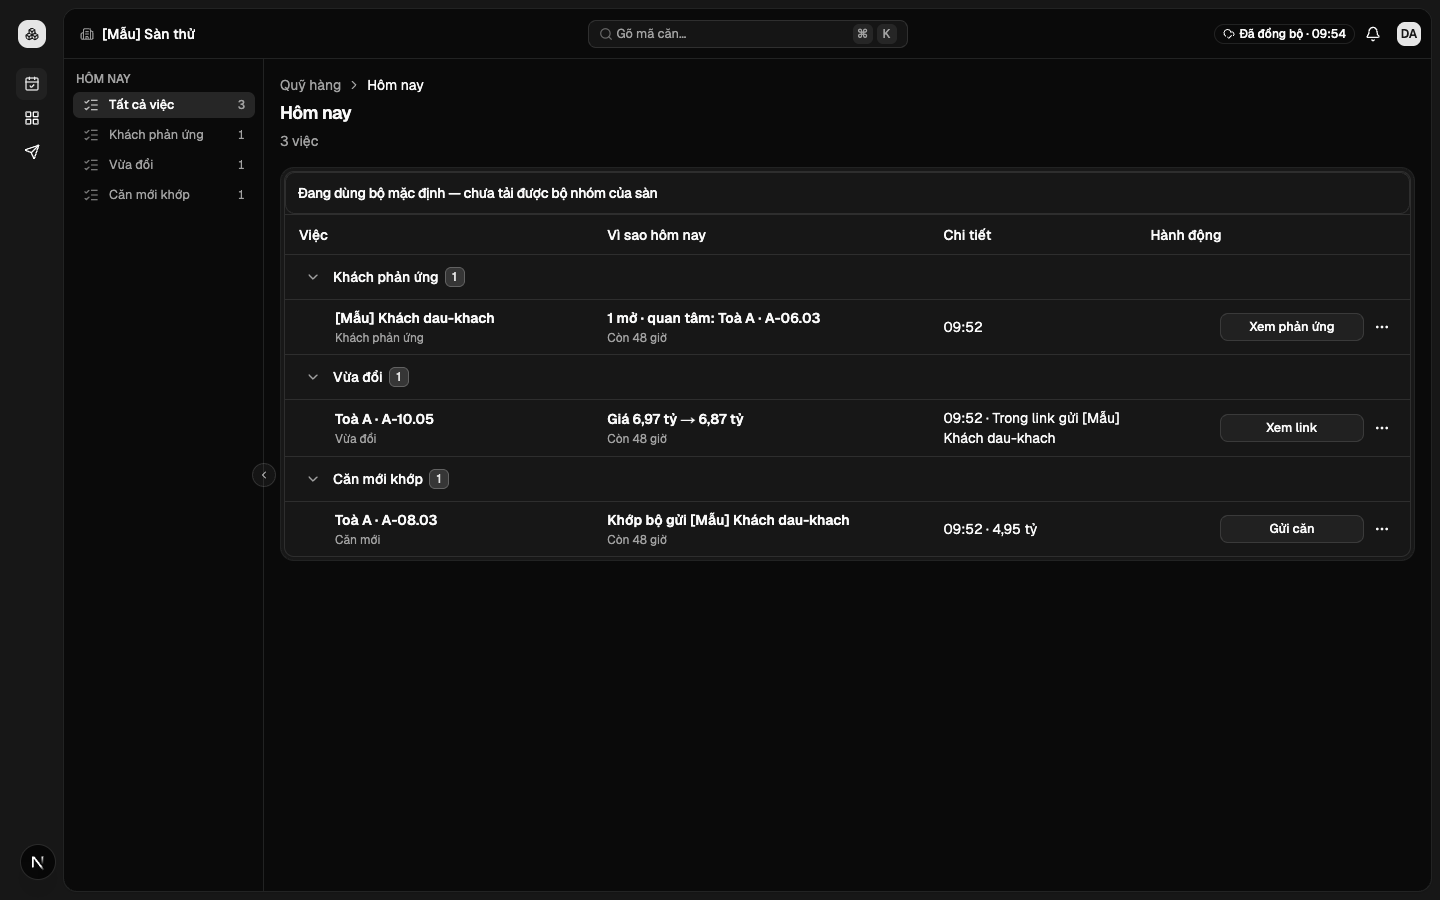 [Mẫu] Sàn thử
Gõ mã căn...
⌘ K
Đã đồng bộ · 09:54
DA
HÔM NAY
Tất cả việc 3
Khách phản ứng 1
Vừa đổi 1
Căn mới khớp 1
Quỹ hàng > Hôm nay
Hôm nay
3 việc
Đang dùng bộ mặc định — chưa tải được bộ nhóm của sàn
Việc Vì sao hôm nay Chi tiết Hành động
Khách phản ứng 1
[Mẫu] Khách dau-khach 1 mở · quan tâm: Toà A · A-06.03 09:52 Xem phản ứng
Khách phản ứng Còn 48 giờ
Vừa đổi 1
Toà A · A-10.05 Giá 6,97 tỷ → 6,87 tỷ 09:52 · Trong link gửi [Mẫu] Xem link
Vừa đổi Còn 48 giờ Khách dau-khach
Căn mới khớp 1
Toà A · A-08.03 Khớp bộ gửi [Mẫu] Khách dau-khach 09:52 · 4,95 tỷ Gửi căn
Căn mới Còn 48 giờ
N